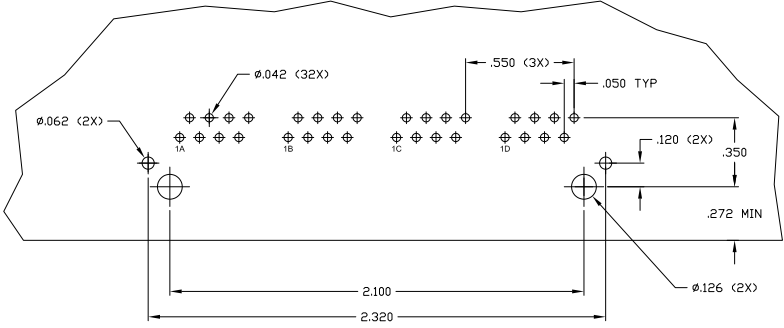 .550 (3X)
Ø.042 (32X)
.050 TYP
Ø.062 (2X)
.120 (2X)
1A
1B
1C
1D
.350
.272 MIN
Ø.126 (2X)
2.100
2.320